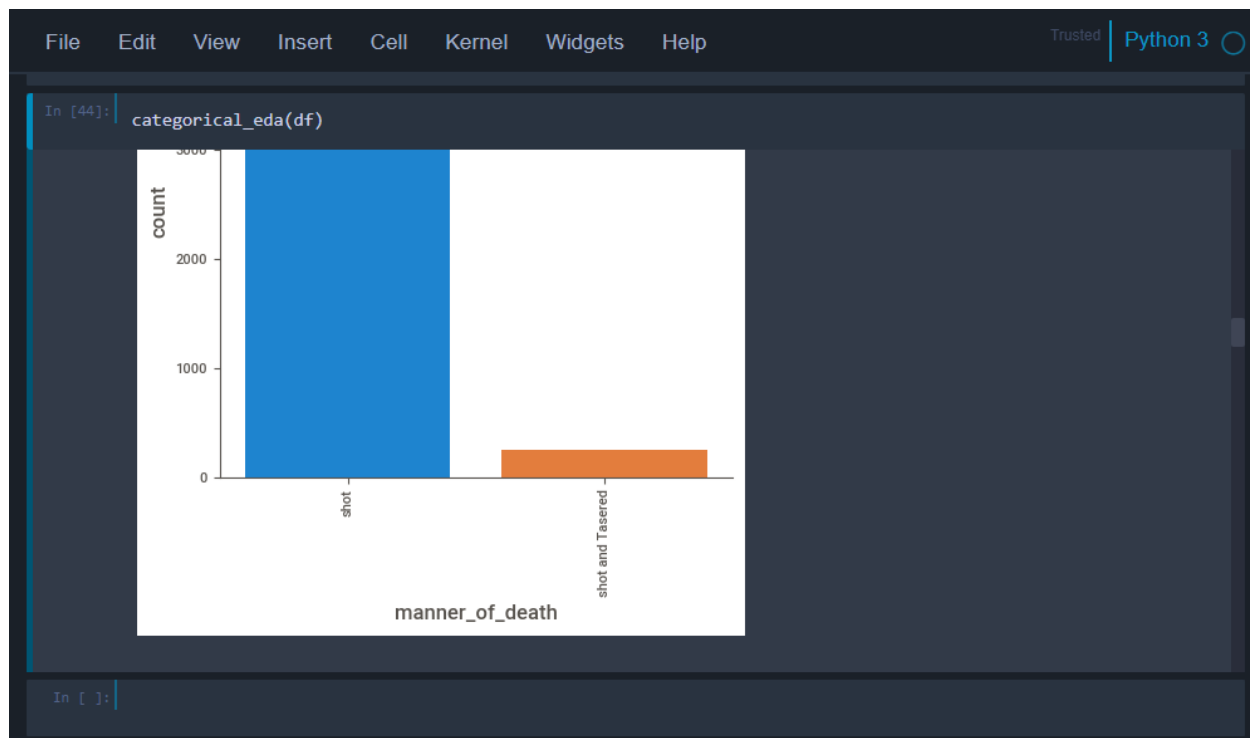 File Edit View Insert Cell Kernel Widgets Help Trusted Python 3
In [44]: categorical_eda(df)
3000
count
2000
1000
0
shot
shot and Tasered
manner_of_death
In [ ]: